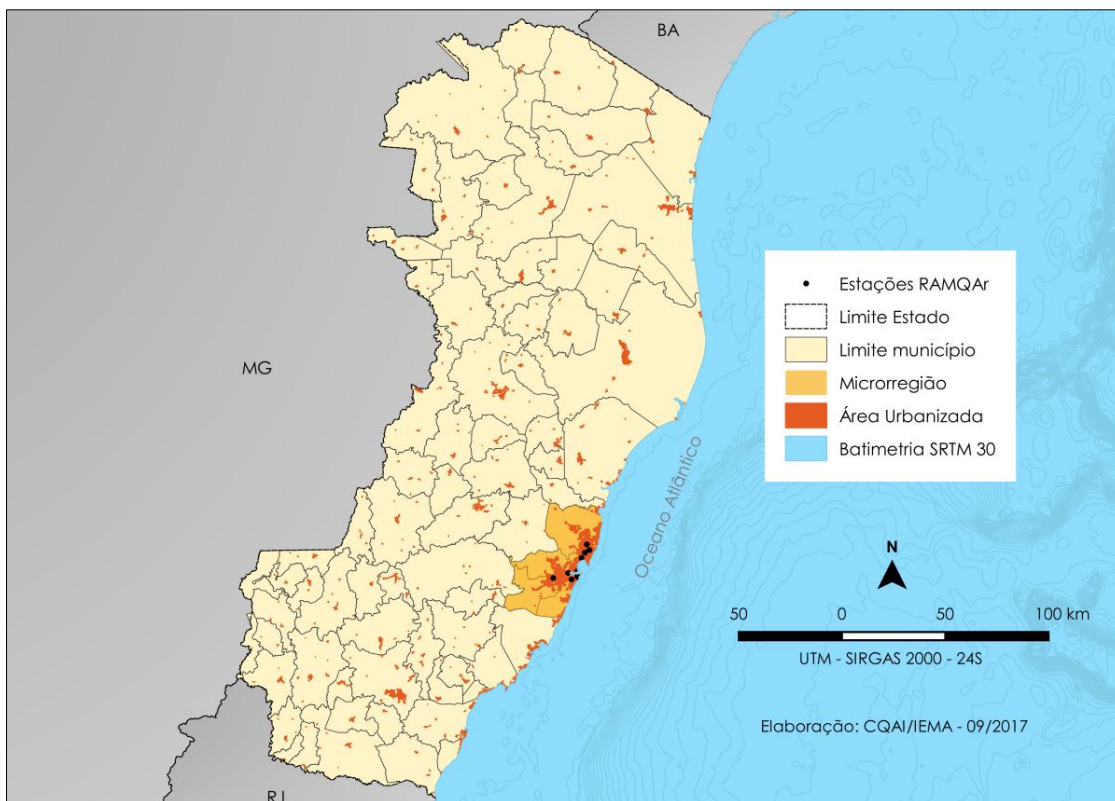 BA
Estações RAMQAr
Limite Estado
Limite município
MG
Microrregião
Área Urbanizada
Batimetria SRTM 30
Oceano Atlântico
N
50 0 50 100 km
UTM - SIRGAS 2000 - 24S
Elaboração: CQAI/IEMA - 09/2017
RJ